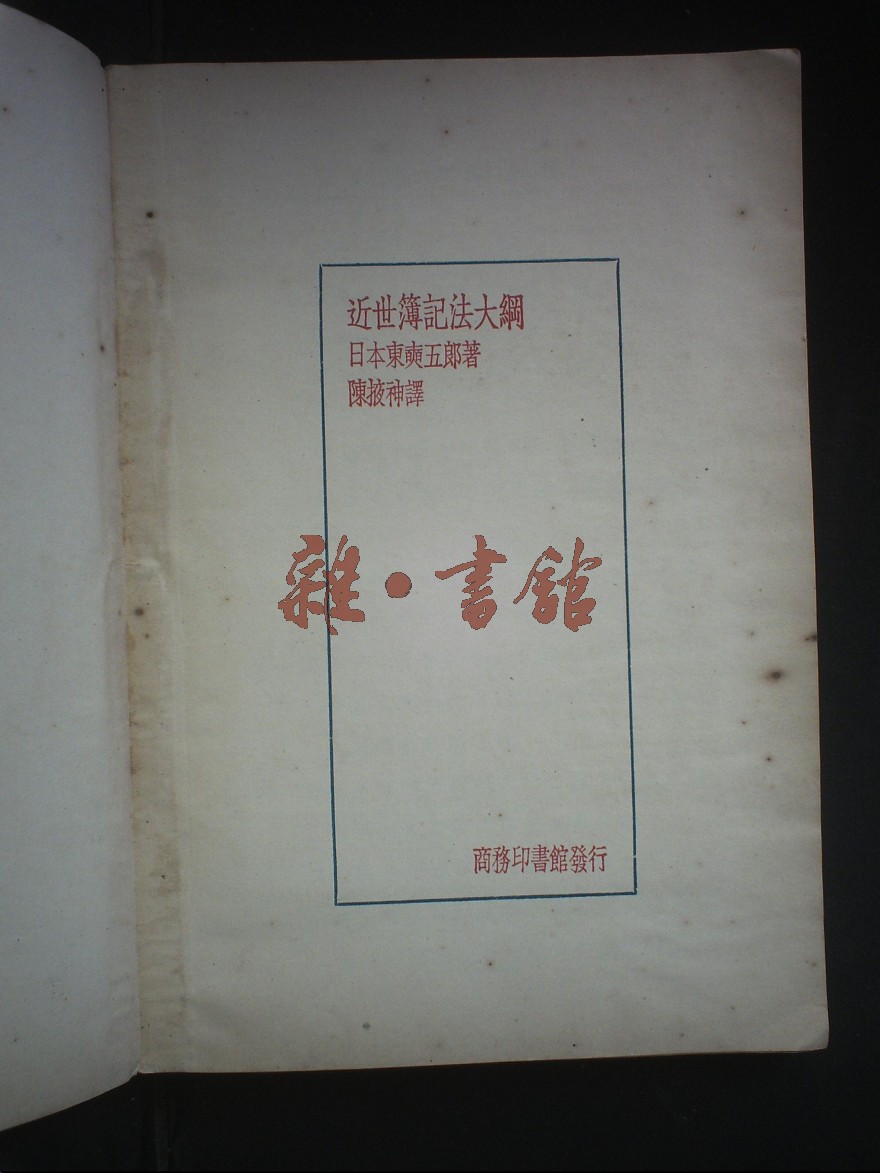 近世簿記法大綱
日本東奭五郎著
陳掖神譯
雜·書館
商務印書館發行